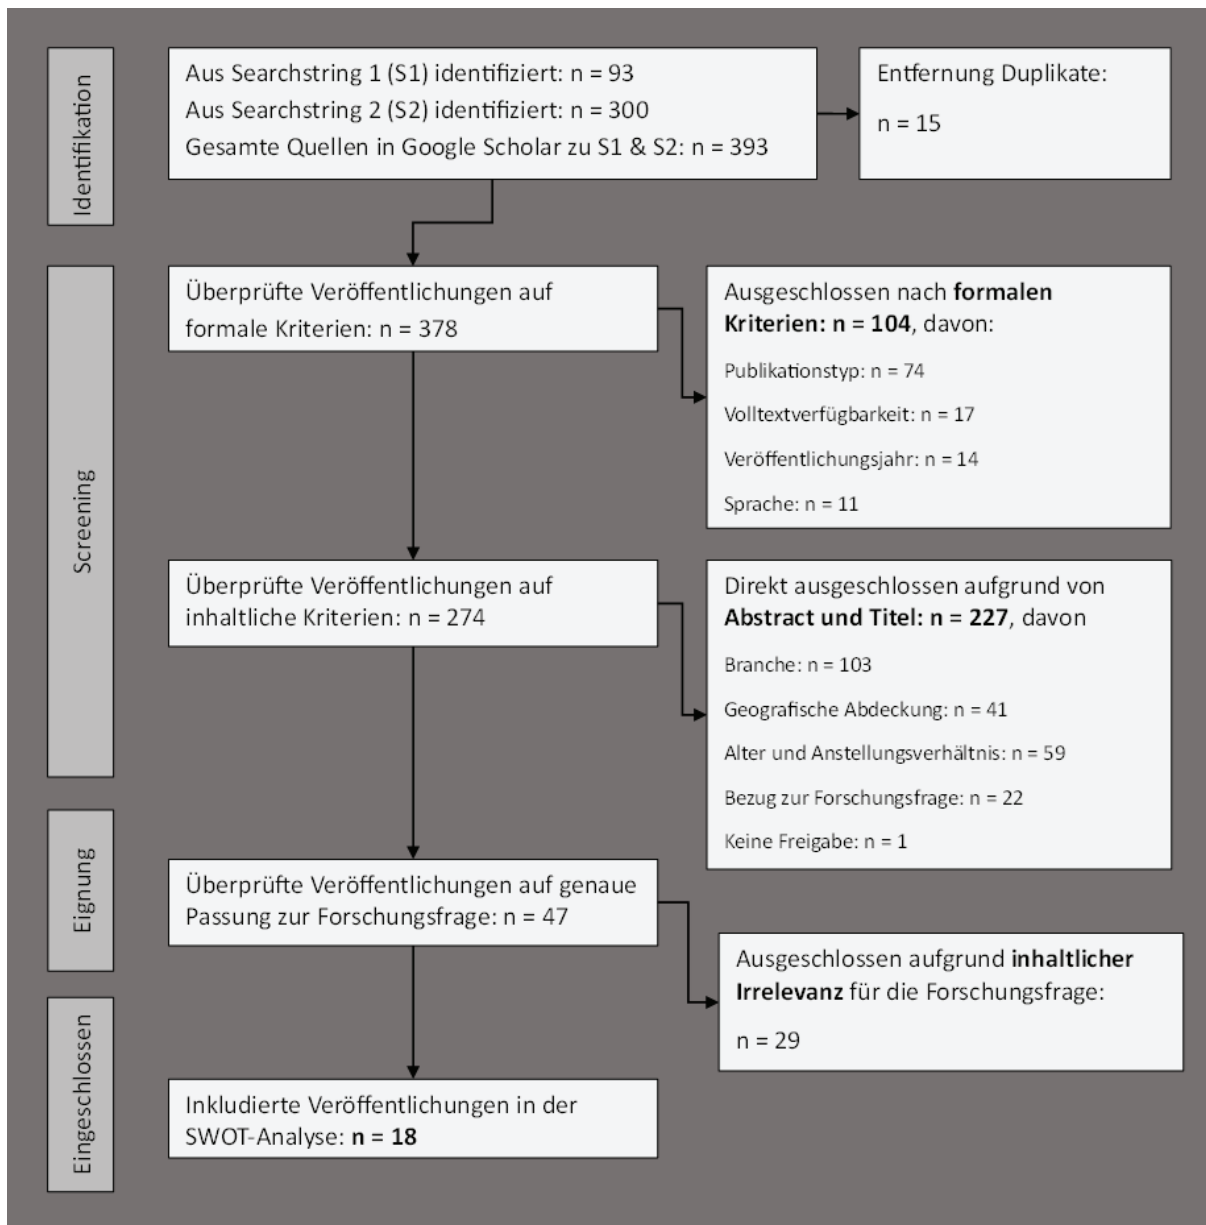 Identifikation
Aus Searchstring 1 (S1) identifiziert: n = 93
Aus Searchstring 2 (S2) identifiziert: n = 300
Gesamte Quellen in Google Scholar zu S1 & S2: n = 393
Entfernung Duplikate:
n = 15
Screening
Überprüfte Veröffentlichungen auf
formale Kriterien: n = 378
Ausgeschlossen nach formalen
Kriterien: n = 104, davon:
Publikationstyp: n = 74
Volltextverfügbarkeit: n = 17
Veröffentlichungsjahr: n = 14
Sprache: n = 11
Überprüfte Veröffentlichungen auf
inhaltliche Kriterien: n = 274
Direkt ausgeschlossen aufgrund von
Abstract und Titel: n = 227, davon
Branche: n = 103
Geografische Abdeckung: n = 41
Alter und Anstellungsverhältnis: n = 59
Bezug zur Forschungsfrage: n = 22
Keine Freigabe: n = 1
Eignung
Überprüfte Veröffentlichungen auf genaue
Passung zur Forschungsfrage: n = 47
Ausgeschlossen aufgrund inhaltlicher
Irrelevanz für die Forschungsfrage:
n = 29
Eingeschlossen
Inkludierte Veröffentlichungen in der
SWOT-Analyse: n = 18